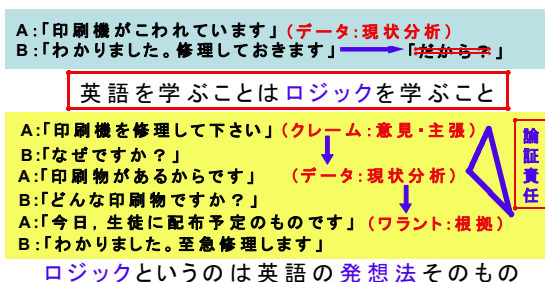 A:「印刷機がこわれています」(データ:現状分析)
B:「わかりました。修理しておきます」 「だから？」
英語を学ぶことはロジックを学ぶこと
A:「印刷機を修理して下さい」(クレーム:意見・主張)
B:「なぜですか？」
A:「印刷物があるからです」 (データ:現状分析)
B:「どんな印刷物ですか？」
A:「今日,生徒に配布予定のものです」(ワラント:根拠)
B:「わかりました。至急修理します」
論証責任
ロジックというのは英語の発想法そのもの